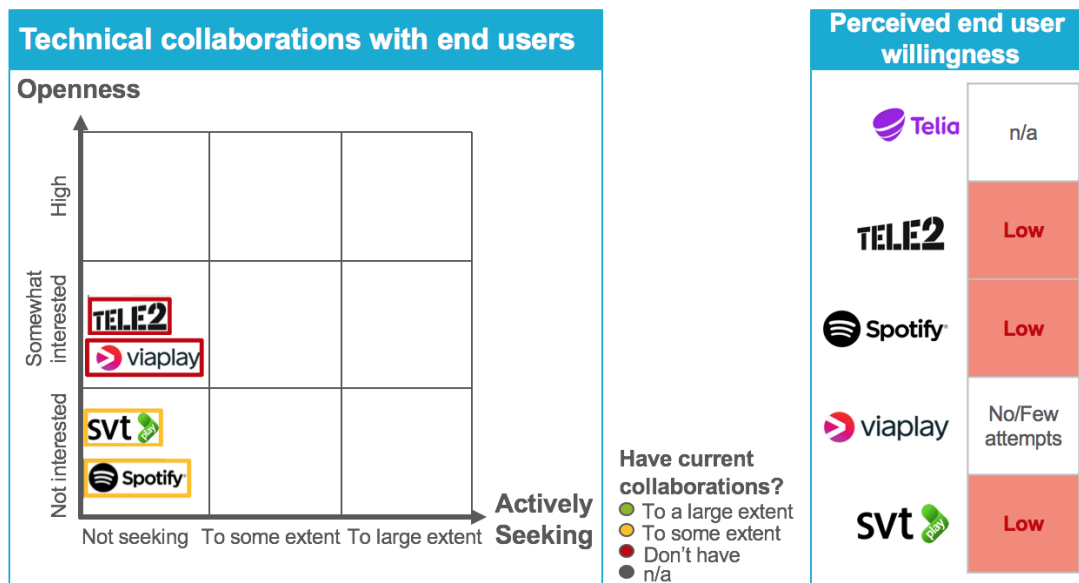 Technical collaborations with end users
Openness
High
Somewhat
interested
Not interested
TELE2
viaplay
svt play
Spotify
Not seeking
To some extent
To large extent
Actively
Seeking
Have current
collaborations?
To a large extent
To some extent
Don't have
n/a
Perceived end user
willingness
Telia
n/a
TELE2
Low
Spotify
Low
viaplay
No/Few
attempts
svt play
Low